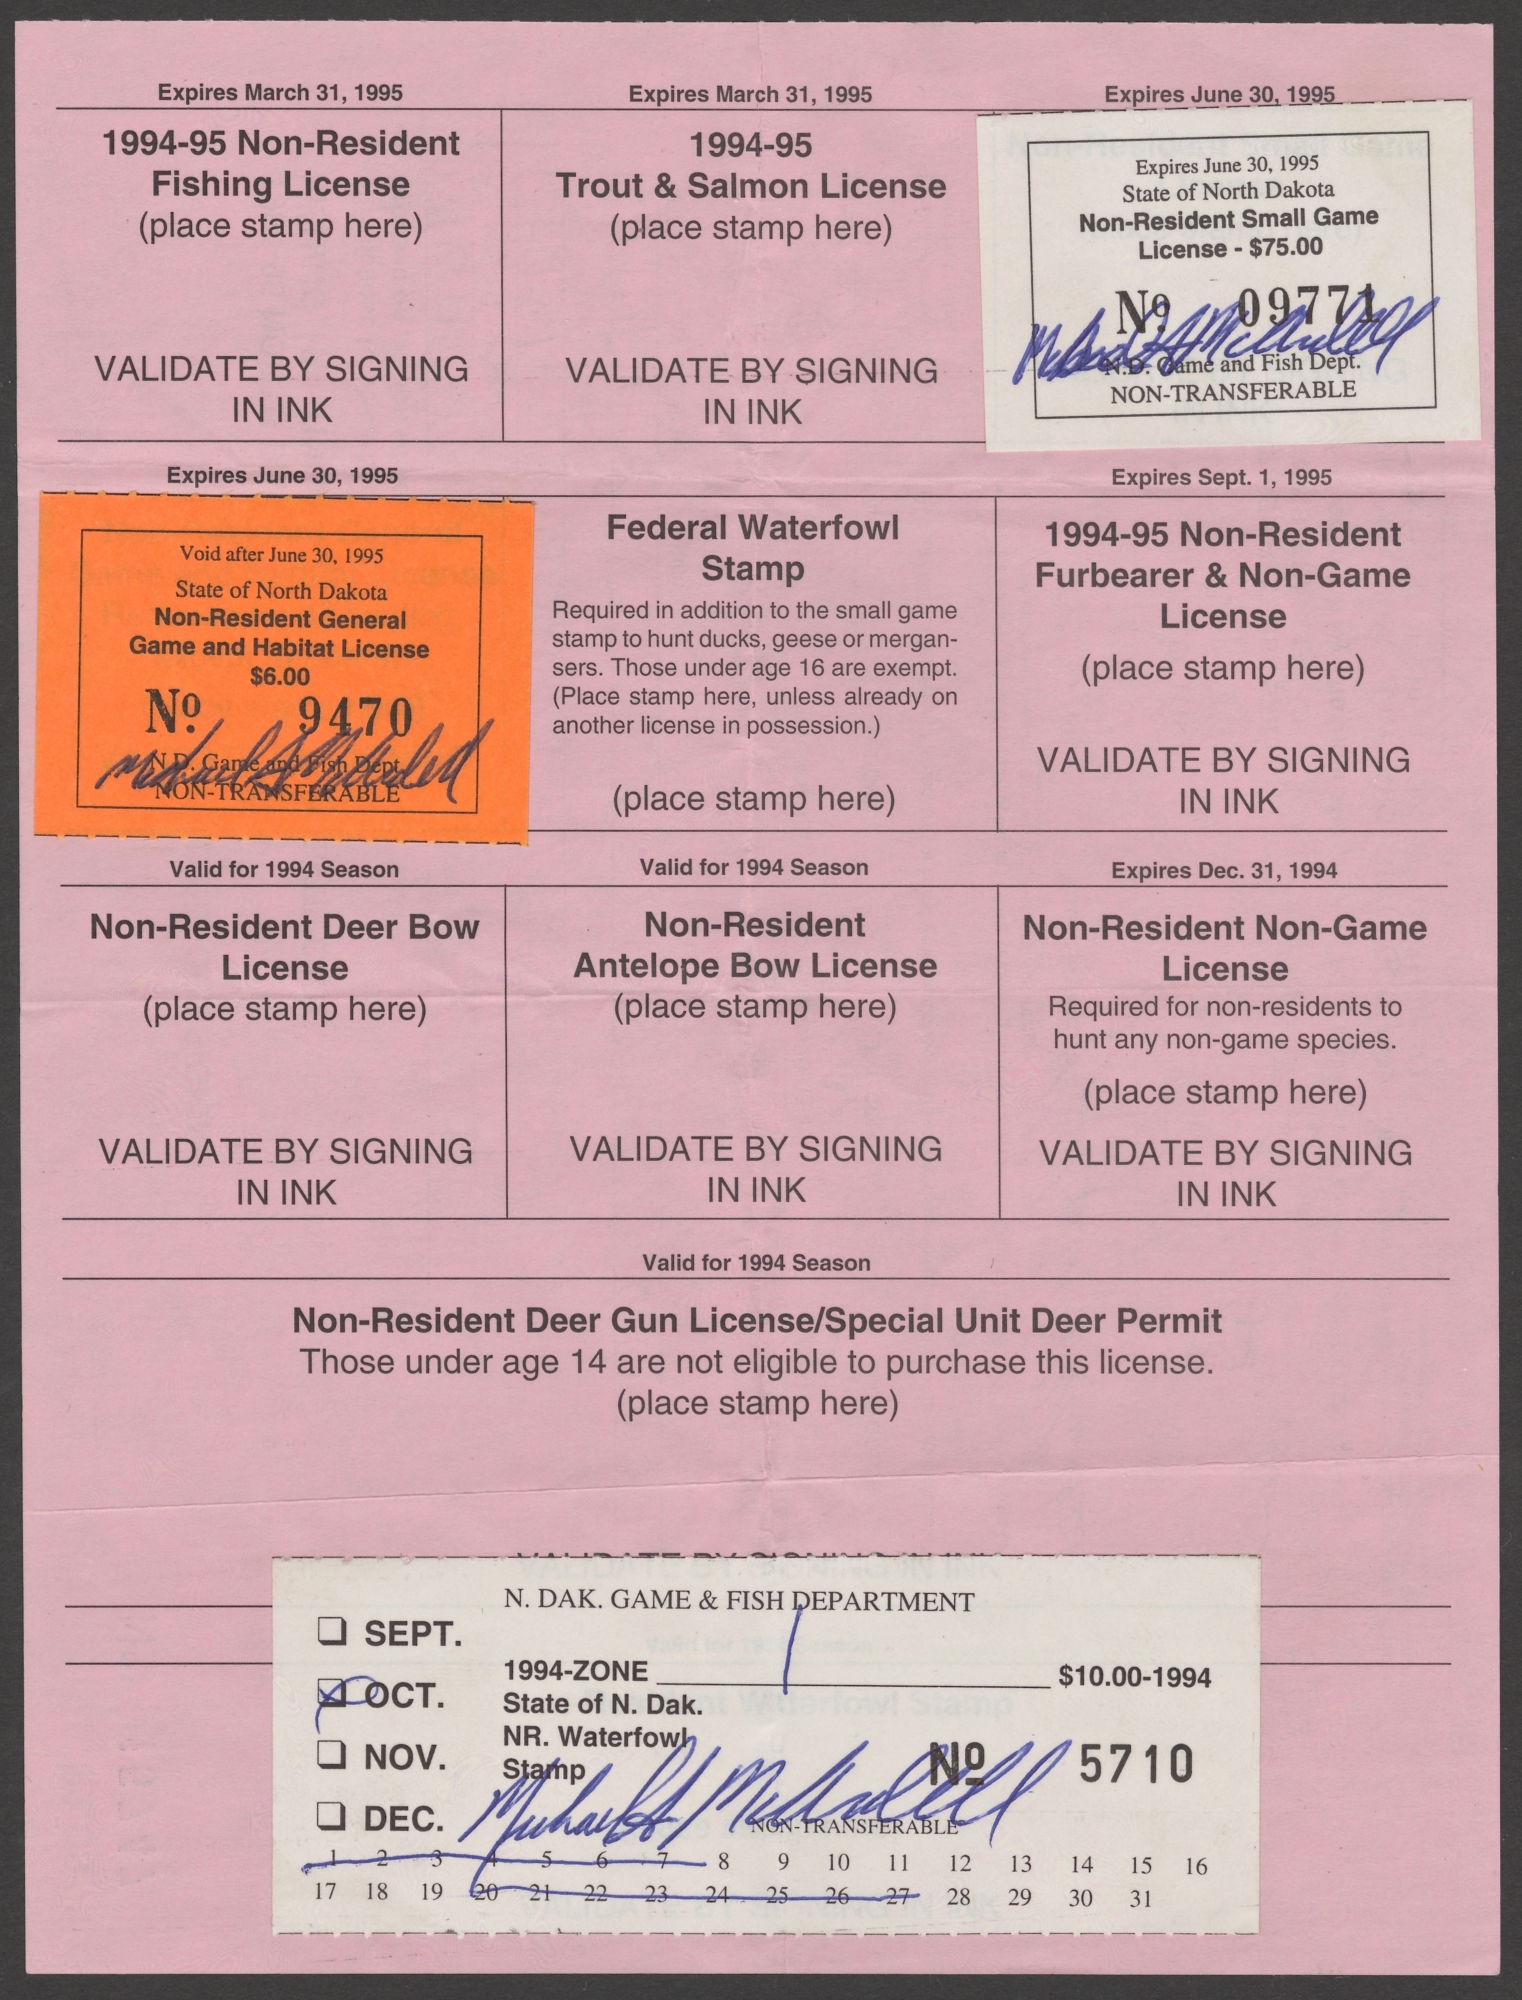 Expires March 31, 1995
1994-95 Non-Resident
Fishing License
(place stamp here)
VALIDATE BY SIGNING
IN INK
Expires March 31, 1995
1994-95
Trout & Salmon License
(place stamp here)
VALIDATE BY SIGNING
IN INK
Expires June 30, 1995
Expires June 30, 1995
State of North Dakota
Non-Resident Small Game
License - $75.00
Nº 09771
N.D. Game and Fish Dept.
NON-TRANSFERABLE
Expires June 30, 1995
Void after June 30, 1995
State of North Dakota
Non-Resident General
Game and Habitat License
$6.00
Nº 9470
N.D. Game and Fish Dept.
NON-TRANSFERABLE
Federal Waterfowl
Stamp
Required in addition to the small game
stamp to hunt ducks, geese or mergan-
sers. Those under age 16 are exempt.
(Place stamp here, unless already on
another license in possession.)
(place stamp here)
Expires Sept. 1, 1995
1994-95 Non-Resident
Furbearer & Non-Game
License
(place stamp here)
VALIDATE BY SIGNING
IN INK
Valid for 1994 Season
Non-Resident Deer Bow
License
(place stamp here)
VALIDATE BY SIGNING
IN INK
Valid for 1994 Season
Non-Resident
Antelope Bow License
(place stamp here)
VALIDATE BY SIGNING
IN INK
Expires Dec. 31, 1994
Non-Resident Non-Game
License
Required for non-residents to
hunt any non-game species.
(place stamp here)
VALIDATE BY SIGNING
IN INK
Valid for 1994 Season
Non-Resident Deer Gun License/Special Unit Deer Permit
Those under age 14 are not eligible to purchase this license.
(place stamp here)
VALIDATE BY SIGNING IN INK
N. DAK. GAME & FISH DEPARTMENT
SEPT.
OCT.
NOV.
DEC.
1994-ZONE 1 $10.00-1994
State of N. Dak.
NR. Waterfowl
Stamp
Nº 5710
Michael
NON-TRANSFERABLE
1 2 3 4 5 6 7 8 9 10 11 12 13 14 15 16
17 18 19 20 21 22 23 24 25 26 27 28 29 30 31